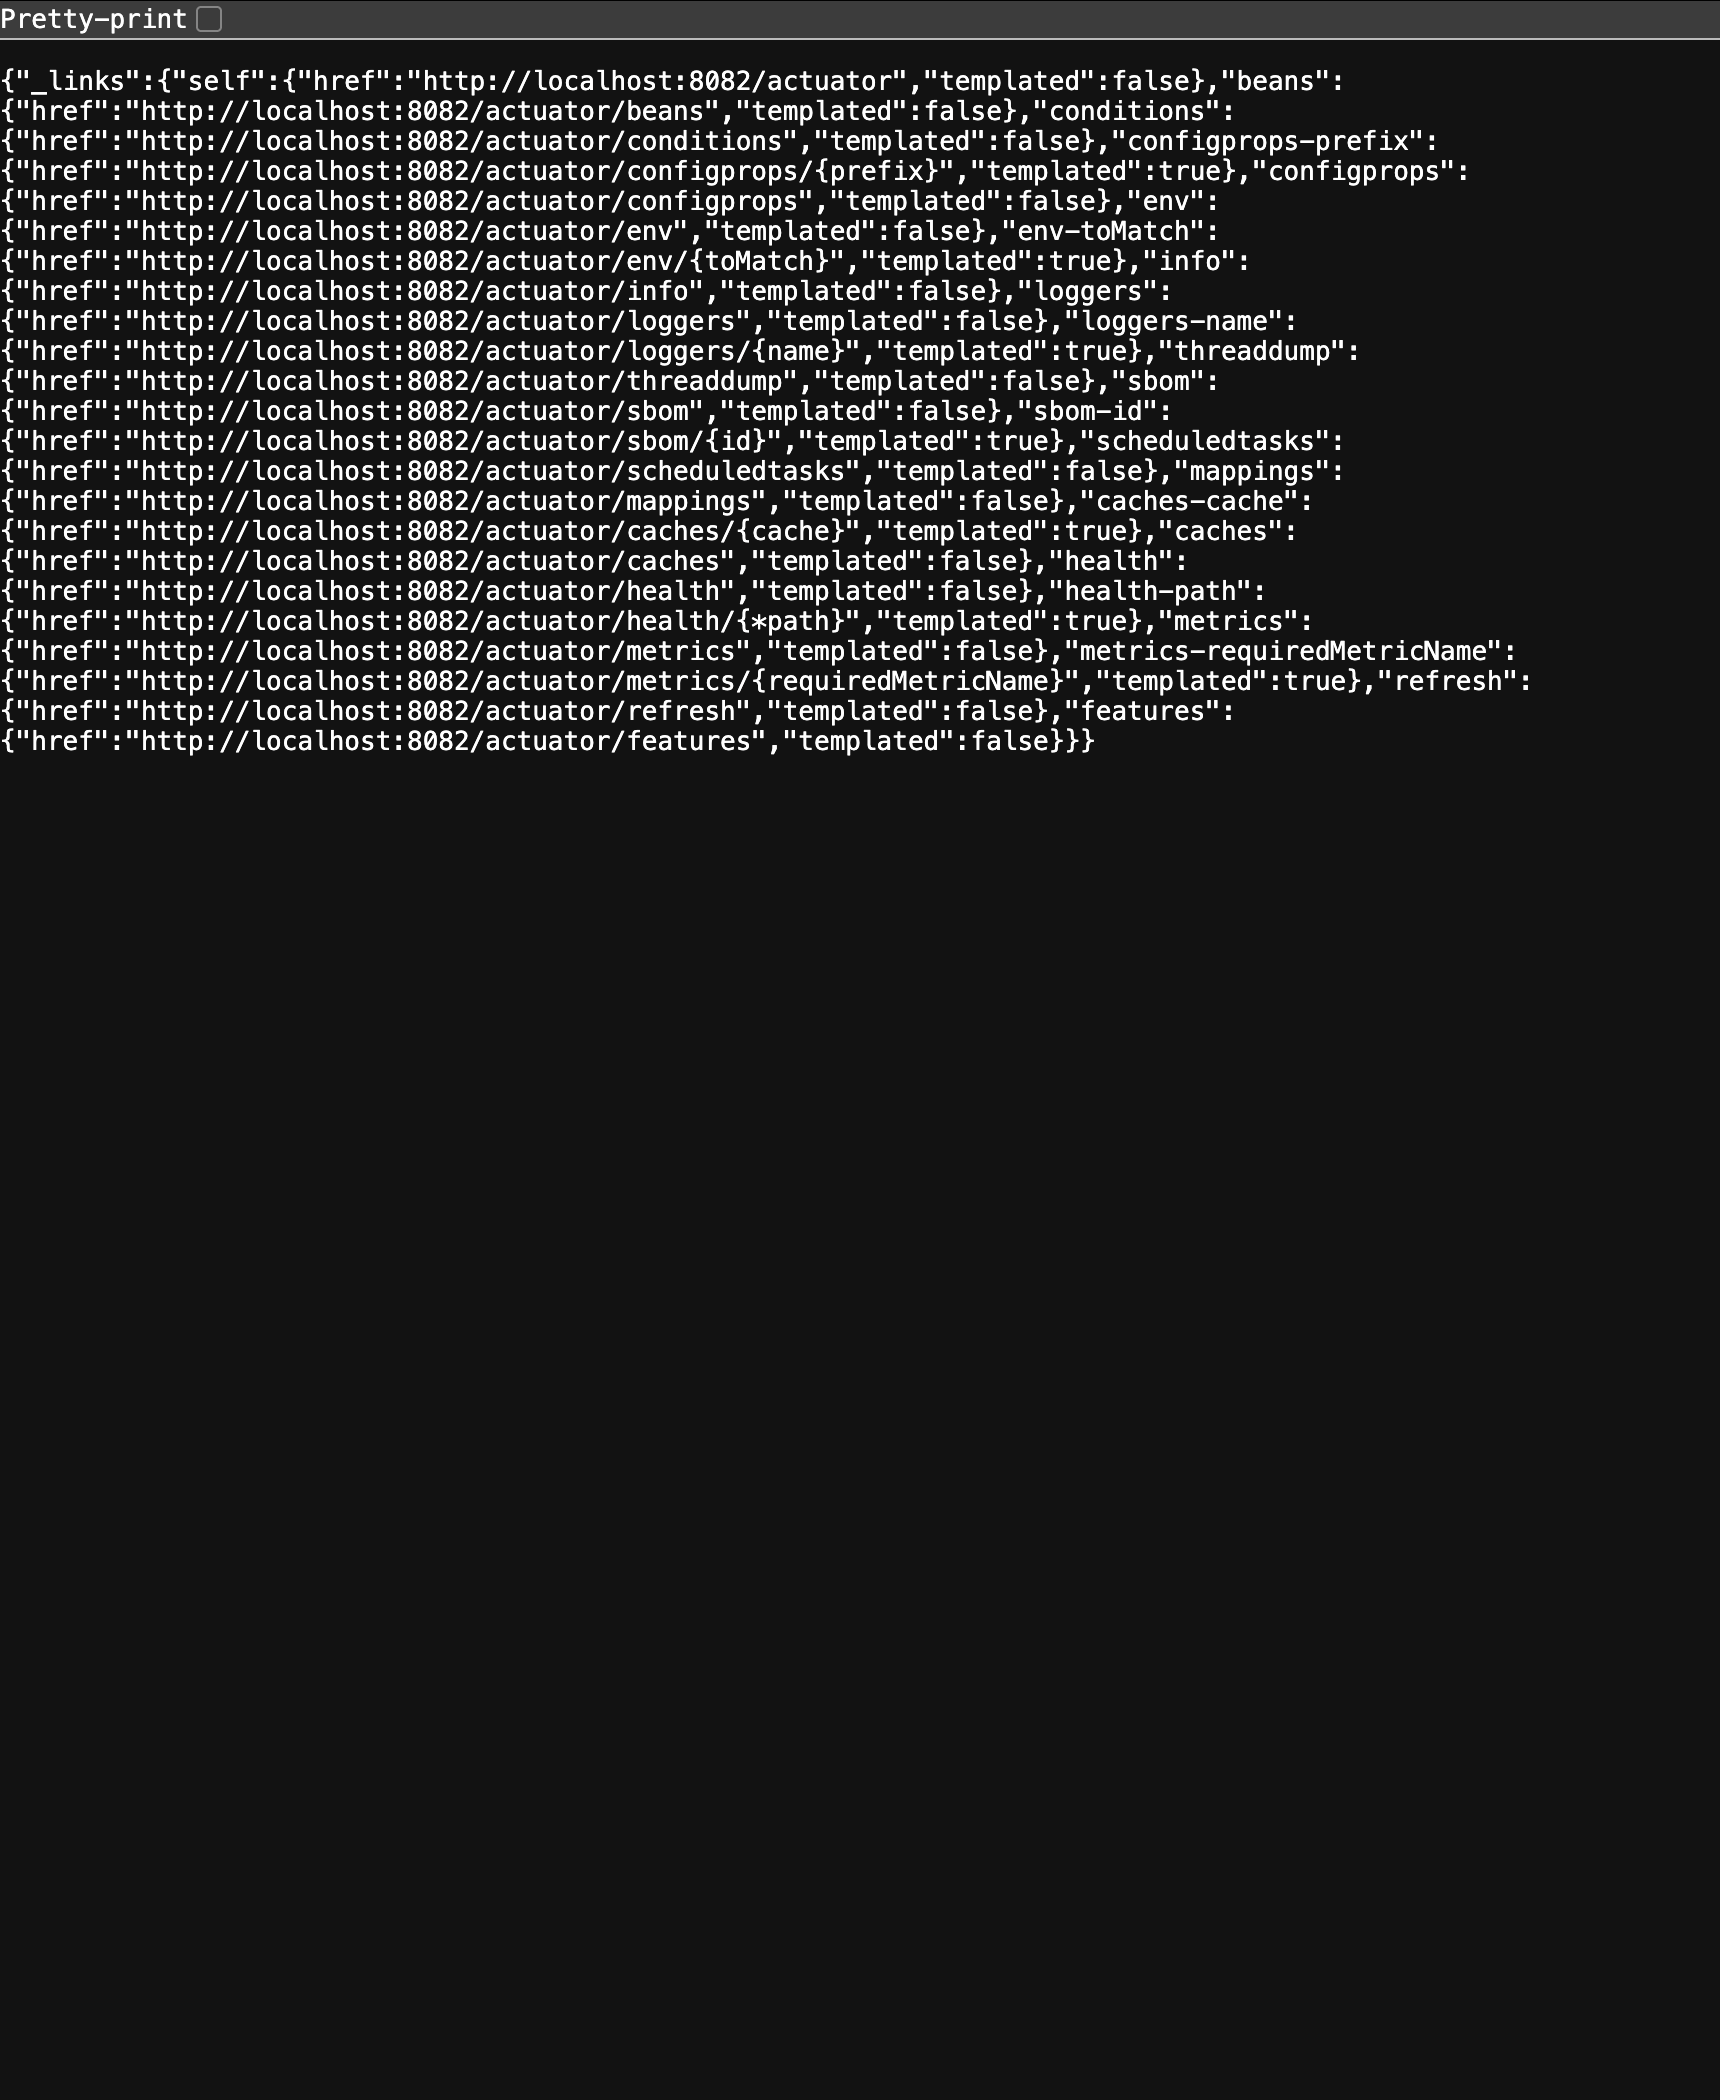 Pretty-print
{"_links":{"self":{"href":"http://localhost:8082/actuator","templated":false},"beans":
{"href":"http://localhost:8082/actuator/beans","templated":false},"conditions":
{"href":"http://localhost:8082/actuator/conditions","templated":false},"configprops-prefix":
{"href":"http://localhost:8082/actuator/configprops/{prefix}","templated":true},"configprops":
{"href":"http://localhost:8082/actuator/configprops","templated":false},"env":
{"href":"http://localhost:8082/actuator/env","templated":false},"env-toMatch":
{"href":"http://localhost:8082/actuator/env/{toMatch}","templated":true},"info":
{"href":"http://localhost:8082/actuator/info","templated":false},"loggers":
{"href":"http://localhost:8082/actuator/loggers","templated":false},"loggers-name":
{"href":"http://localhost:8082/actuator/loggers/{name}","templated":true},"threaddump":
{"href":"http://localhost:8082/actuator/threaddump","templated":false},"sbom":
{"href":"http://localhost:8082/actuator/sbom","templated":false},"sbom-id":
{"href":"http://localhost:8082/actuator/sbom/{id}","templated":true},"scheduledtasks":
{"href":"http://localhost:8082/actuator/scheduledtasks","templated":false},"mappings":
{"href":"http://localhost:8082/actuator/mappings","templated":false},"caches-cache":
{"href":"http://localhost:8082/actuator/caches/{cache}","templated":true},"caches":
{"href":"http://localhost:8082/actuator/caches","templated":false},"health":
{"href":"http://localhost:8082/actuator/health","templated":false},"health-path":
{"href":"http://localhost:8082/actuator/health/{*path}","templated":true},"metrics":
{"href":"http://localhost:8082/actuator/metrics","templated":false},"metrics-requiredMetricName":
{"href":"http://localhost:8082/actuator/metrics/{requiredMetricName}","templated":true},"refresh":
{"href":"http://localhost:8082/actuator/refresh","templated":false},"features":
{"href":"http://localhost:8082/actuator/features","templated":false}}}